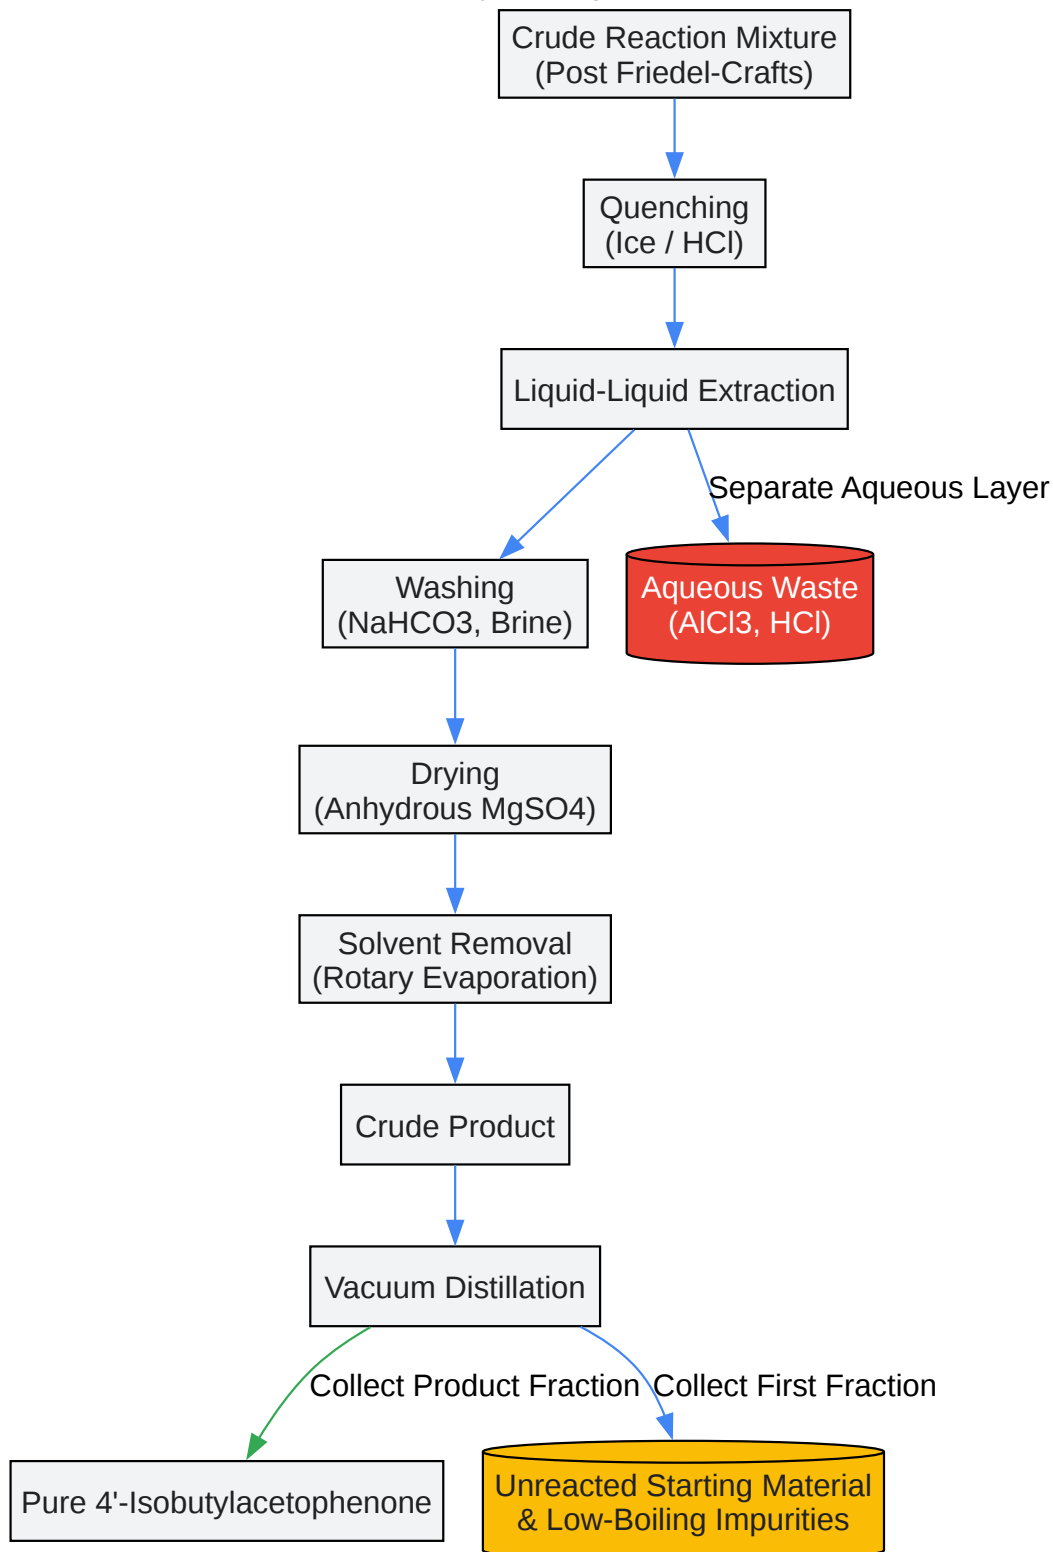 Crude Reaction Mixture
(Post Friedel-Crafts)
Quenching
(Ice / HCl)
Liquid-Liquid Extraction
Separate Aqueous Layer
Washing
(NaHCO3, Brine)
Aqueous Waste
(AlCl3, HCl)
Drying
(Anhydrous MgSO4)
Solvent Removal
(Rotary Evaporation)
Crude Product
Vacuum Distillation
Collect Product Fraction
Collect First Fraction
Pure 4'-Isobutylacetophenone
Unreacted Starting Material
& Low-Boiling Impurities